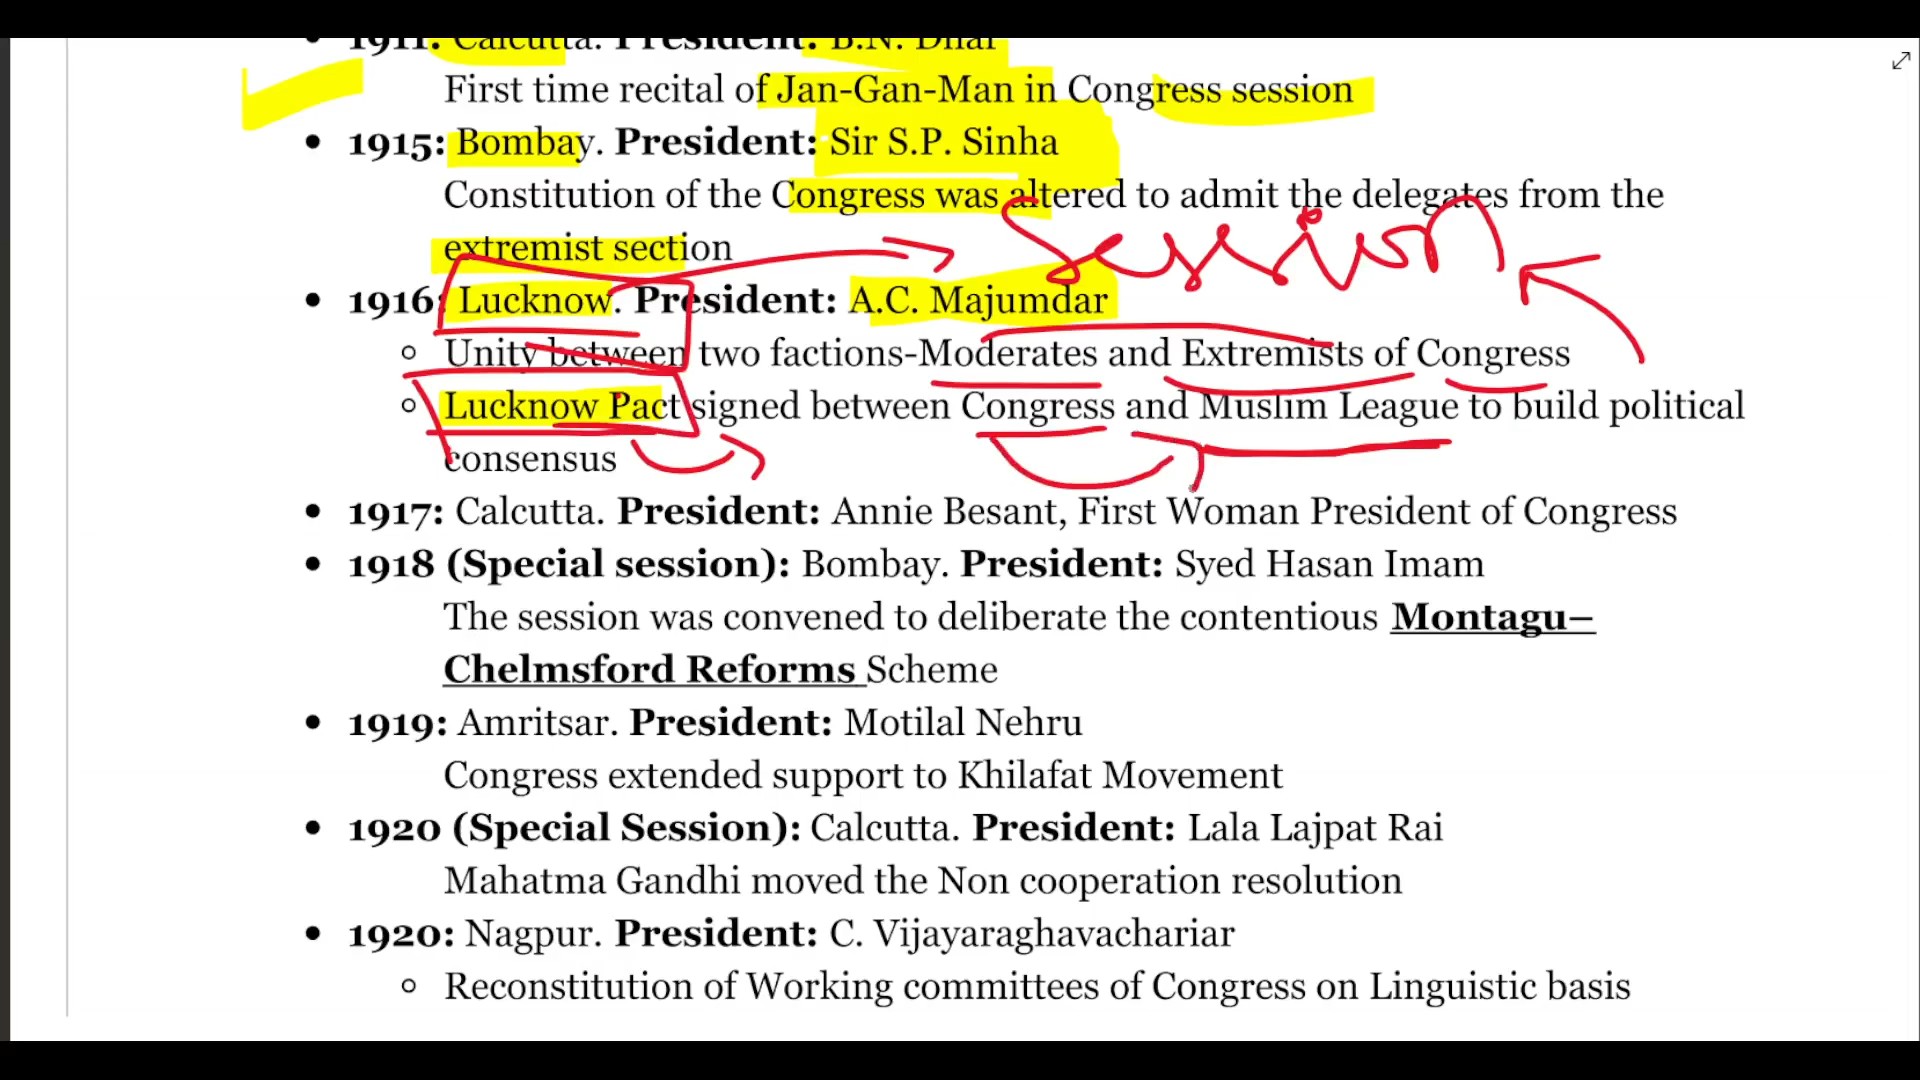 • 1911: Calcutta. President: B.N. Dhar
First time recital of Jan-Gan-Man in Congress session
• 1915: Bombay. President: Sir S.P. Sinha
Constitution of the Congress was altered to admit the delegates from the
extremist section
Session
• 1916: Lucknow. President: A.C. Majumdar
○ Unity between two factions-Moderates and Extremists of Congress
○ Lucknow Pact signed between Congress and Muslim League to build political
consensus
• 1917: Calcutta. President: Annie Besant, First Woman President of Congress
• 1918 (Special session): Bombay. President: Syed Hasan Imam
The session was convened to deliberate the contentious Montagu–
Chelmsford Reforms Scheme
• 1919: Amritsar. President: Motilal Nehru
Congress extended support to Khilafat Movement
• 1920 (Special Session): Calcutta. President: Lala Lajpat Rai
Mahatma Gandhi moved the Non cooperation resolution
• 1920: Nagpur. President: C. Vijayaraghavachariar
○ Reconstitution of Working committees of Congress on Linguistic basis